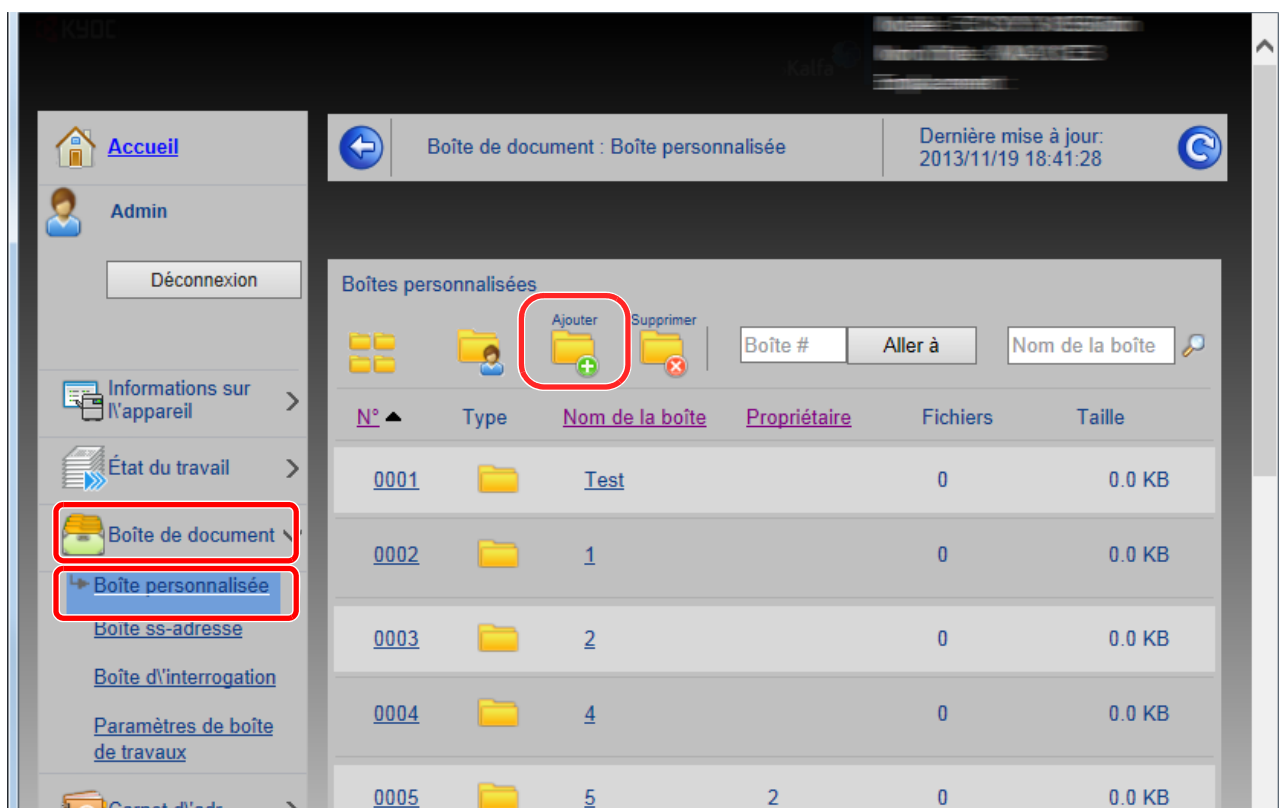 Accueil
Boîte de document : Boîte personnalisée
Dernière mise à jour:
2013/11/19 18:41:28
Admin
Déconnexion
Boîtes personnalisées
Ajouter
Supprimer
Boîte #
Aller à
Nom de la boîte
Informations sur
l\'appareil
N° Type Nom de la boîte Propriétaire Fichiers Taille
État du travail
0001 Test 0 0.0 KB
Boîte de document
0002 1 0 0.0 KB
Boîte personnalisée
Boîte ss-adresse
0003 2 0 0.0 KB
Boîte d\'interrogation
Paramètres de boîte
de travaux
0004 4 0 0.0 KB
Carnet d\'adr
0005 5 2 0 0.0 KB